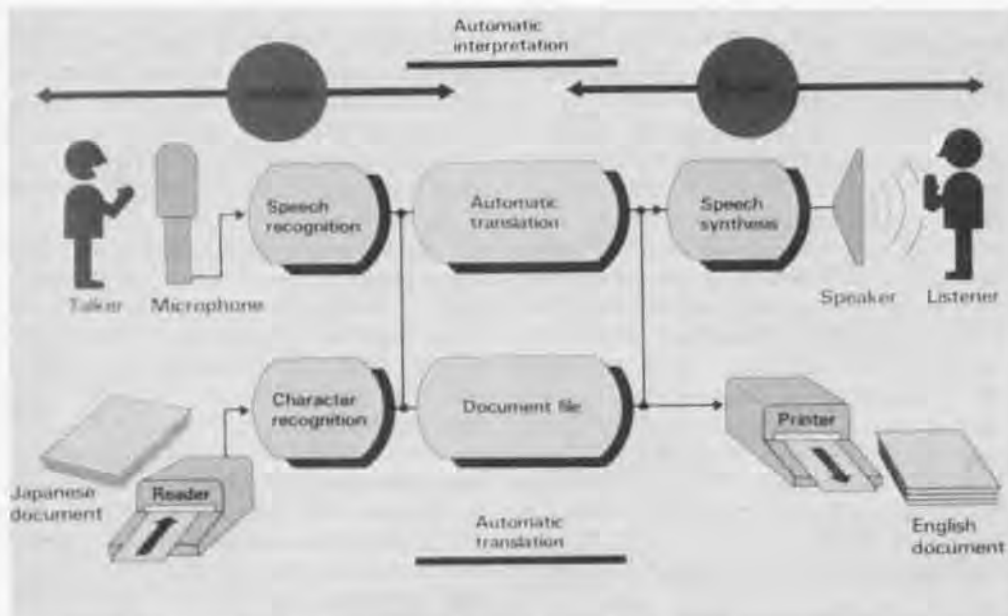 Automatic
interpretation
Speech
recognition
Automatic
translation
Speech
synthesis
Talker
Microphone
Speaker
Listener
Character
recognition
Document file
Printer
Japanese
document
Reader
English
document
Automatic
translation